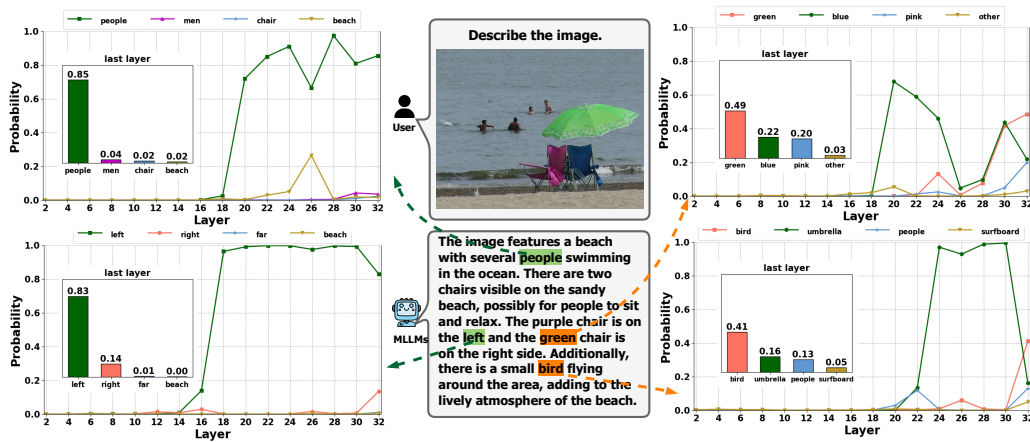 people men chair beach
1.0
0.8
0.6
0.4
0.2
0.0
Probability
last layer
0.85
0.04
0.02
0.02
people men chair beach
2 4 6 8 10 12 14 16 18 20 22 24 26 28 30 32
Layer
left right far beach
1.0
0.8
0.6
0.4
0.2
0.0
Probability
last layer
0.83
0.14
0.01
0.00
left right far beach
2 4 6 8 10 12 14 16 18 20 22 24 26 28 30 32
Layer
Describe the image.
User
MLLMs
The image features a beach
with several people swimming
in the ocean. There are two
chairs visible on the sandy
beach, possibly for people to sit
and relax. The purple chair is on
the left and the green chair is
on the right side. Additionally,
there is a small bird flying
around the area, adding to the
lively atmosphere of the beach.
green blue pink other
1.0
0.8
0.6
0.4
0.2
0.0
Probability
last layer
0.49
0.22
0.20
0.03
green blue pink other
2 4 6 8 10 12 14 16 18 20 22 24 26 28 30 32
Layer
bird umbrella people surfboard
1.0
0.8
0.6
0.4
0.2
0.0
Probability
last layer
0.41
0.16
0.13
0.05
bird umbrella people surfboard
2 4 6 8 10 12 14 16 18 20 22 24 26 28 30 32
Layer